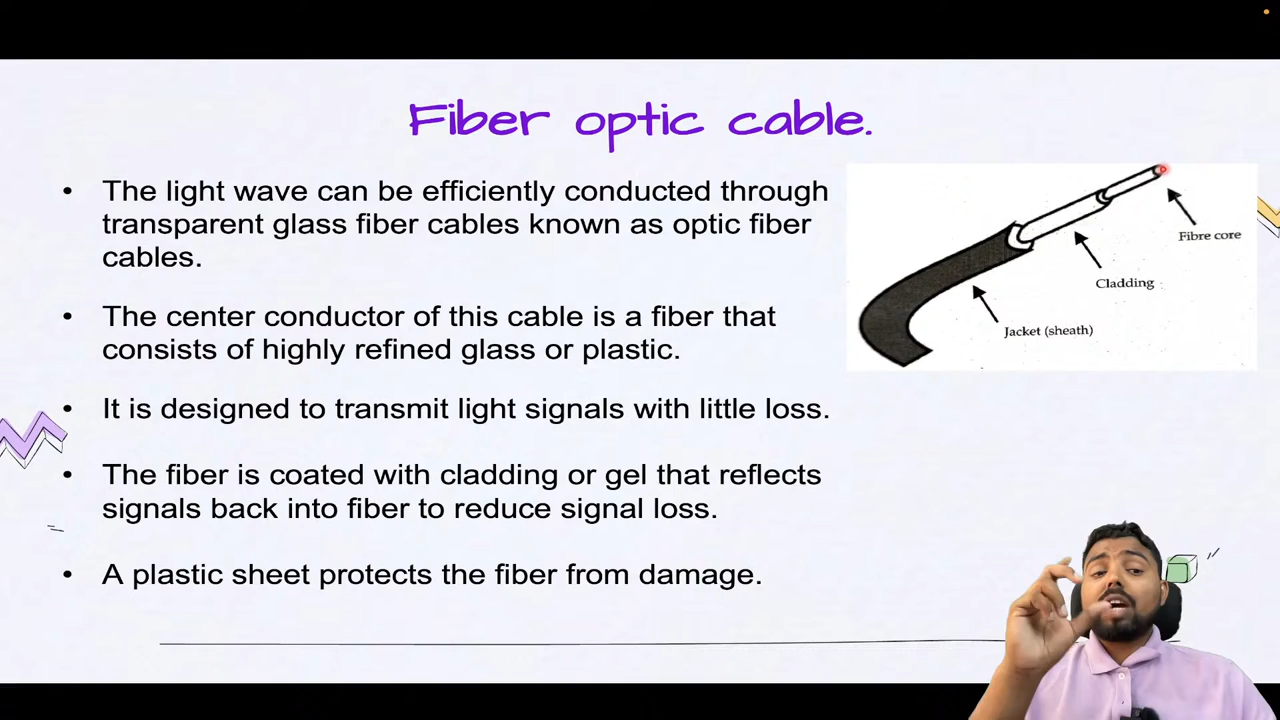 Fiber optic cable.
• The light wave can be efficiently conducted through
transparent glass fiber cables known as optic fiber
cables.
• The center conductor of this cable is a fiber that
consists of highly refined glass or plastic.
• It is designed to transmit light signals with little loss.
• The fiber is coated with cladding or gel that reflects
signals back into fiber to reduce signal loss.
• A plastic sheet protects the fiber from damage.
Fibre core
Cladding
Jacket (sheath)